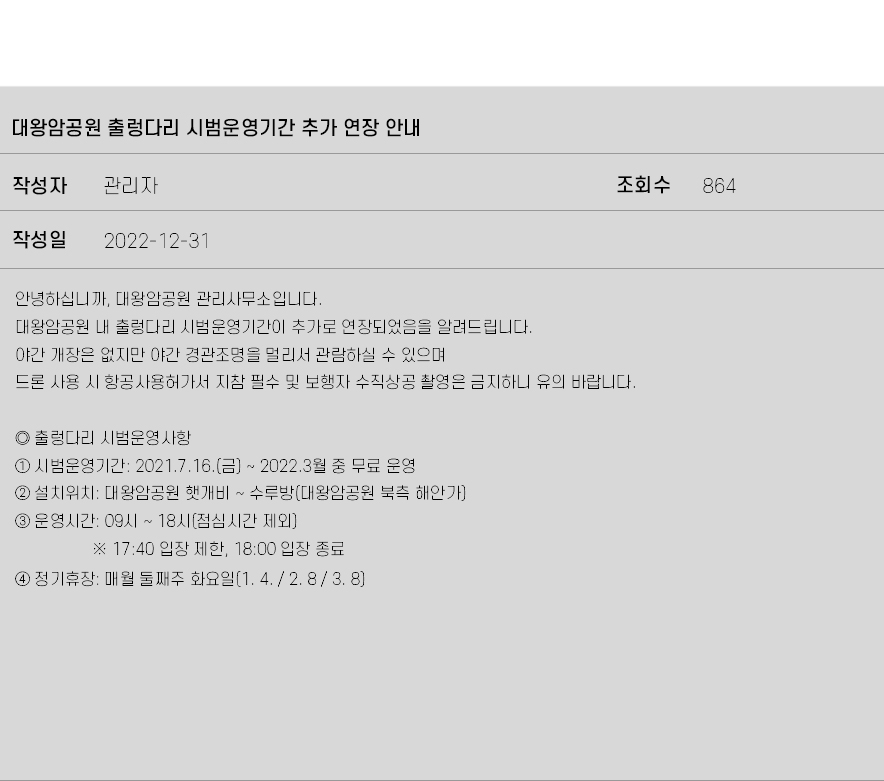 대왕암공원 출렁다리 시범운영기간 추가 연장 안내
작성자 관리자 조회수 864
작성일 2022-12-31
안녕하십니까, 대왕암공원 관리사무소입니다.
대왕암공원 내 출렁다리 시범운영기간이 추가로 연장되었음을 알려드립니다.
야간 개장은 없지만 야간 경관조명을 멀리서 관람하실 수 있으며
드론 사용 시 항공사용허가서 지참 필수 및 보행자 수직상공 촬영은 금지하니 유의 바랍니다.
◎ 출렁다리 시범운영사항
① 시범운영기간: 2021.7.16.(금) ~ 2022.3월 중 무료 운영
② 설치위치: 대왕암공원 햇개비 ~ 수루방(대왕암공원 북측 해안가)
③ 운영시간: 09시 ~ 18시(점심시간 제외)
※ 17:40 입장 제한, 18:00 입장 종료
④ 정기휴장: 매월 둘째주 화요일(1. 4. / 2. 8 / 3. 8)